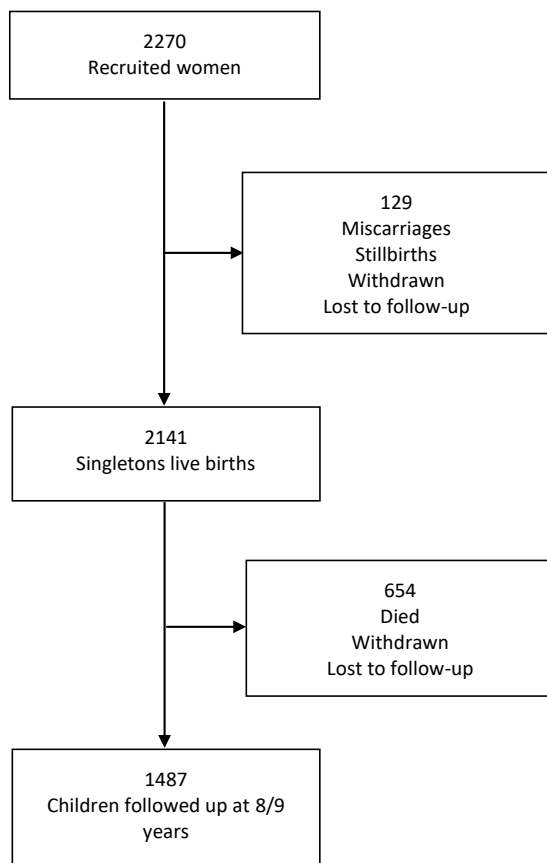 2270
Recruited women
129
Miscarriages
Stillbirths
Withdrawn
Lost to follow-up
2141
Singletons live births
654
Died
Withdrawn
Lost to follow-up
1487
Children followed up at 8/9
years